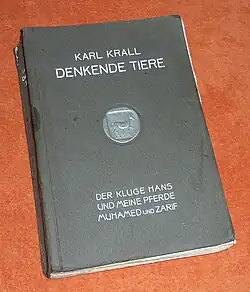 KARL KRALL
DENKENDE TIERE
DER KLUGE HANS
UND MEINE PFERDE
MUHAMED UND ZARIF